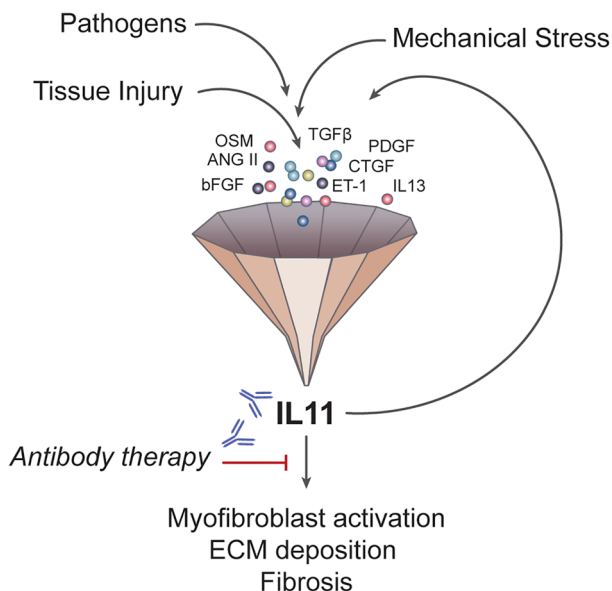 Pathogens
Mechanical Stress
Tissue Injury
TGFβ
OSM
PDGF
ANG II
CTGF
bFGF
ET-1
IL13
IL11
Antibody therapy
Myofibroblast activation
ECM deposition
Fibrosis